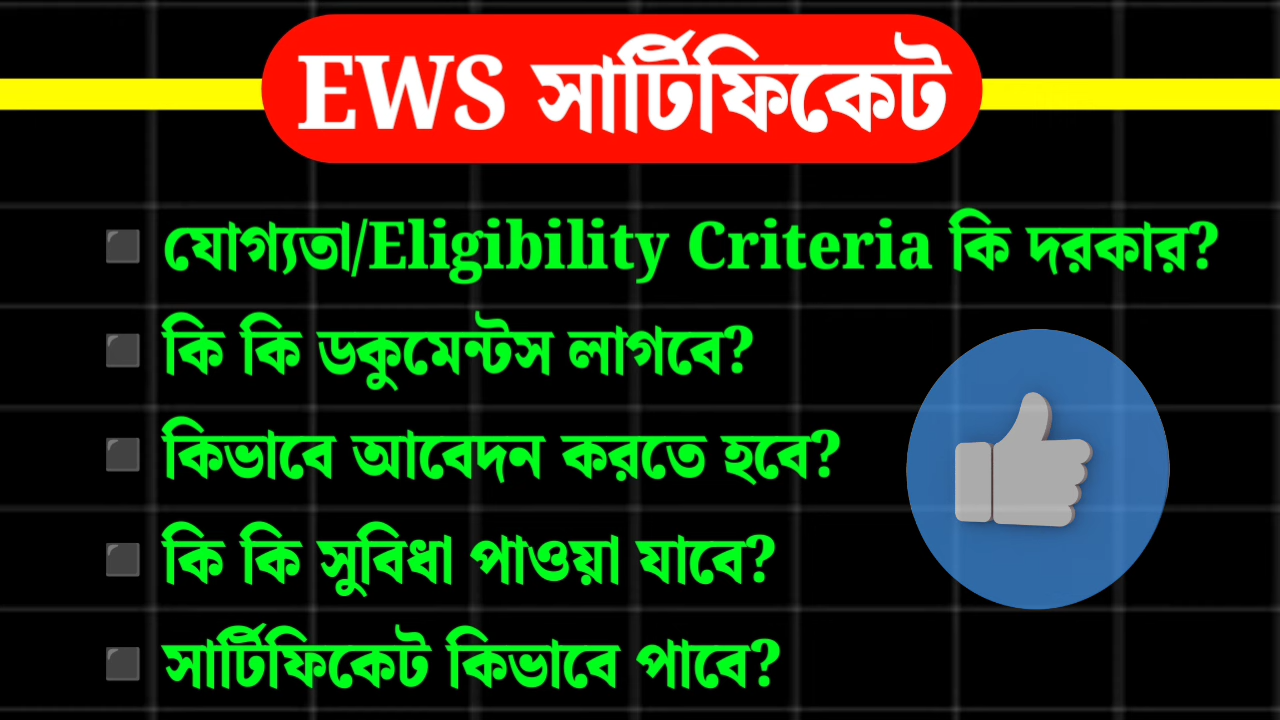 EWS সার্টিফিকেট
যোগ্যতা/Eligibility Criteria কি দরকার?
কি কি ডকুমেন্টস লাগবে?
কিভাবে আবেদন করতে হবে?
কি কি সুবিধা পাওয়া যাবে?
সার্টিফিকেট কিভাবে পাবে?